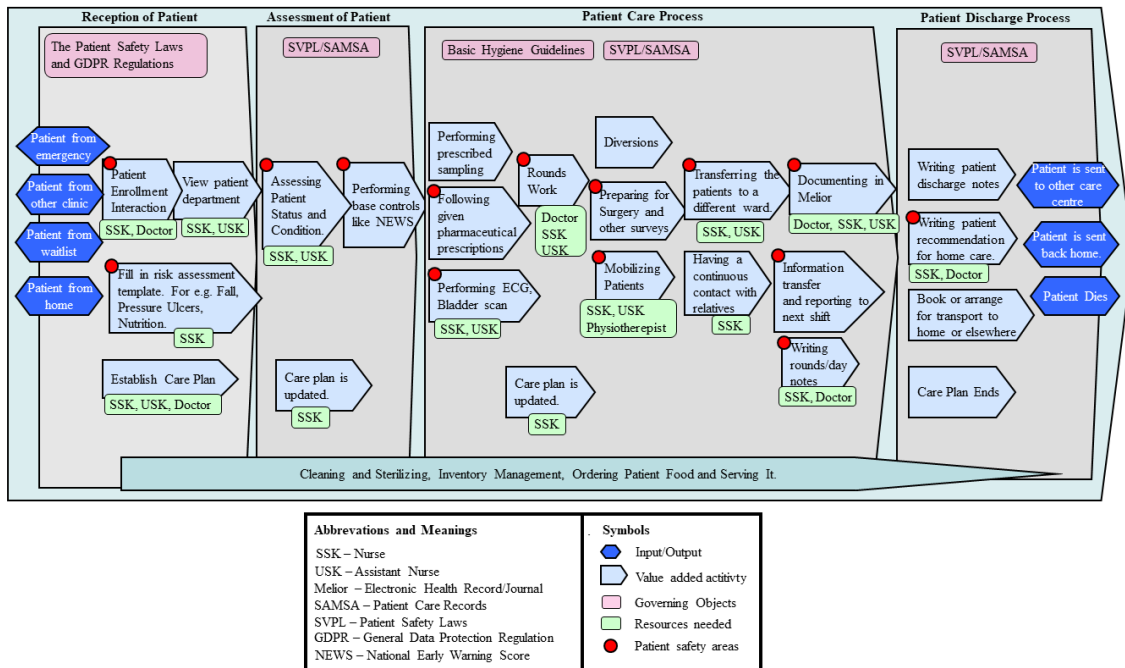 Reception of Patient
Assessment of Patient
Patient Care Process
Patient Discharge Process
The Patient Safety Laws
and GDPR Regulations
SVPL/SAMSA
Basic Hygiene Guidelines
SVPL/SAMSA
SVPL/SAMSA
Patient from
emergency
Patient from
other clinic
Patient from
waitlist
Patient from
home
Patient
Enrollment
Interaction
SSK, Doctor
View patient
department
SSK, USK
Fill in risk assessment
template. For e.g. Fall,
Pressure Ulcers,
Nutrition.
SSK
Establish Care Plan
SSK, USK, Doctor
Assessing
Patient
Status and
Condition.
SSK, USK
Performing
base controls
like NEWS
Care plan is
updated.
SSK
Performing
prescribed
sampling
Following
given
pharmaceutical
prescriptions
Performing ECG,
Bladder scan
SSK, USK
Rounds
Work
Doctor
SSK
USK
Care plan is
updated.
SSK
Diversions
Preparing for
Surgery and
other surveys
Mobilizing
Patients
SSK, USK
Physiotherapist
Transferring the
patients to a
different ward.
SSK, USK
Having a
continuous
contact with
relatives
SSK
Documenting in
Melior
Doctor, SSK, USK
Information
transfer
and reporting to
next shift
Writing
rounds/day
notes
SSK, Doctor
Writing patient
discharge notes
Writing patient
recommendation
for home care.
SSK, Doctor
Book or arrange
for transport to
home or elsewhere
Care Plan Ends
Patient is sent
to other care
centre
Patient is sent
back home.
Patient Dies
Cleaning and Sterilizing, Inventory Management, Ordering Patient Food and Serving It.
Abbrevations and Meanings
SSK – Nurse
USK – Assistant Nurse
Melior – Electronic Health Record/Journal
SAMSA – Patient Care Records
SVPL – Patient Safety Laws
GDPR – General Data Protection Regulation
NEWS – National Early Warning Score
. Symbols
Input/Output
Value added actitivty
Governing Objects
Resources needed
Patient safety areas